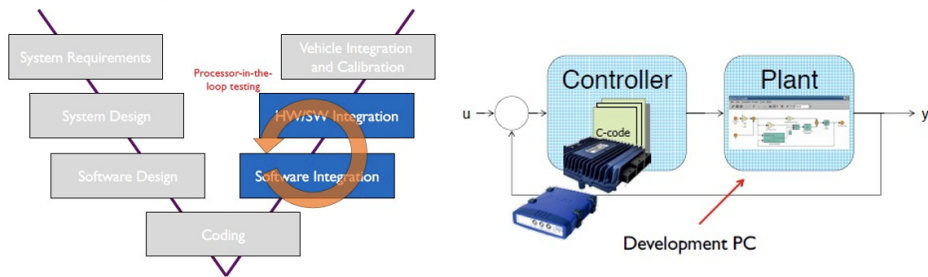 System Requirements
Vehicle Integration
and Calibration
Processor-in-the-
loop testing
System Design
HW/SW Integration
Software Design
Software Integration
Coding
Controller
Plant
u
C-code
y
Development PC